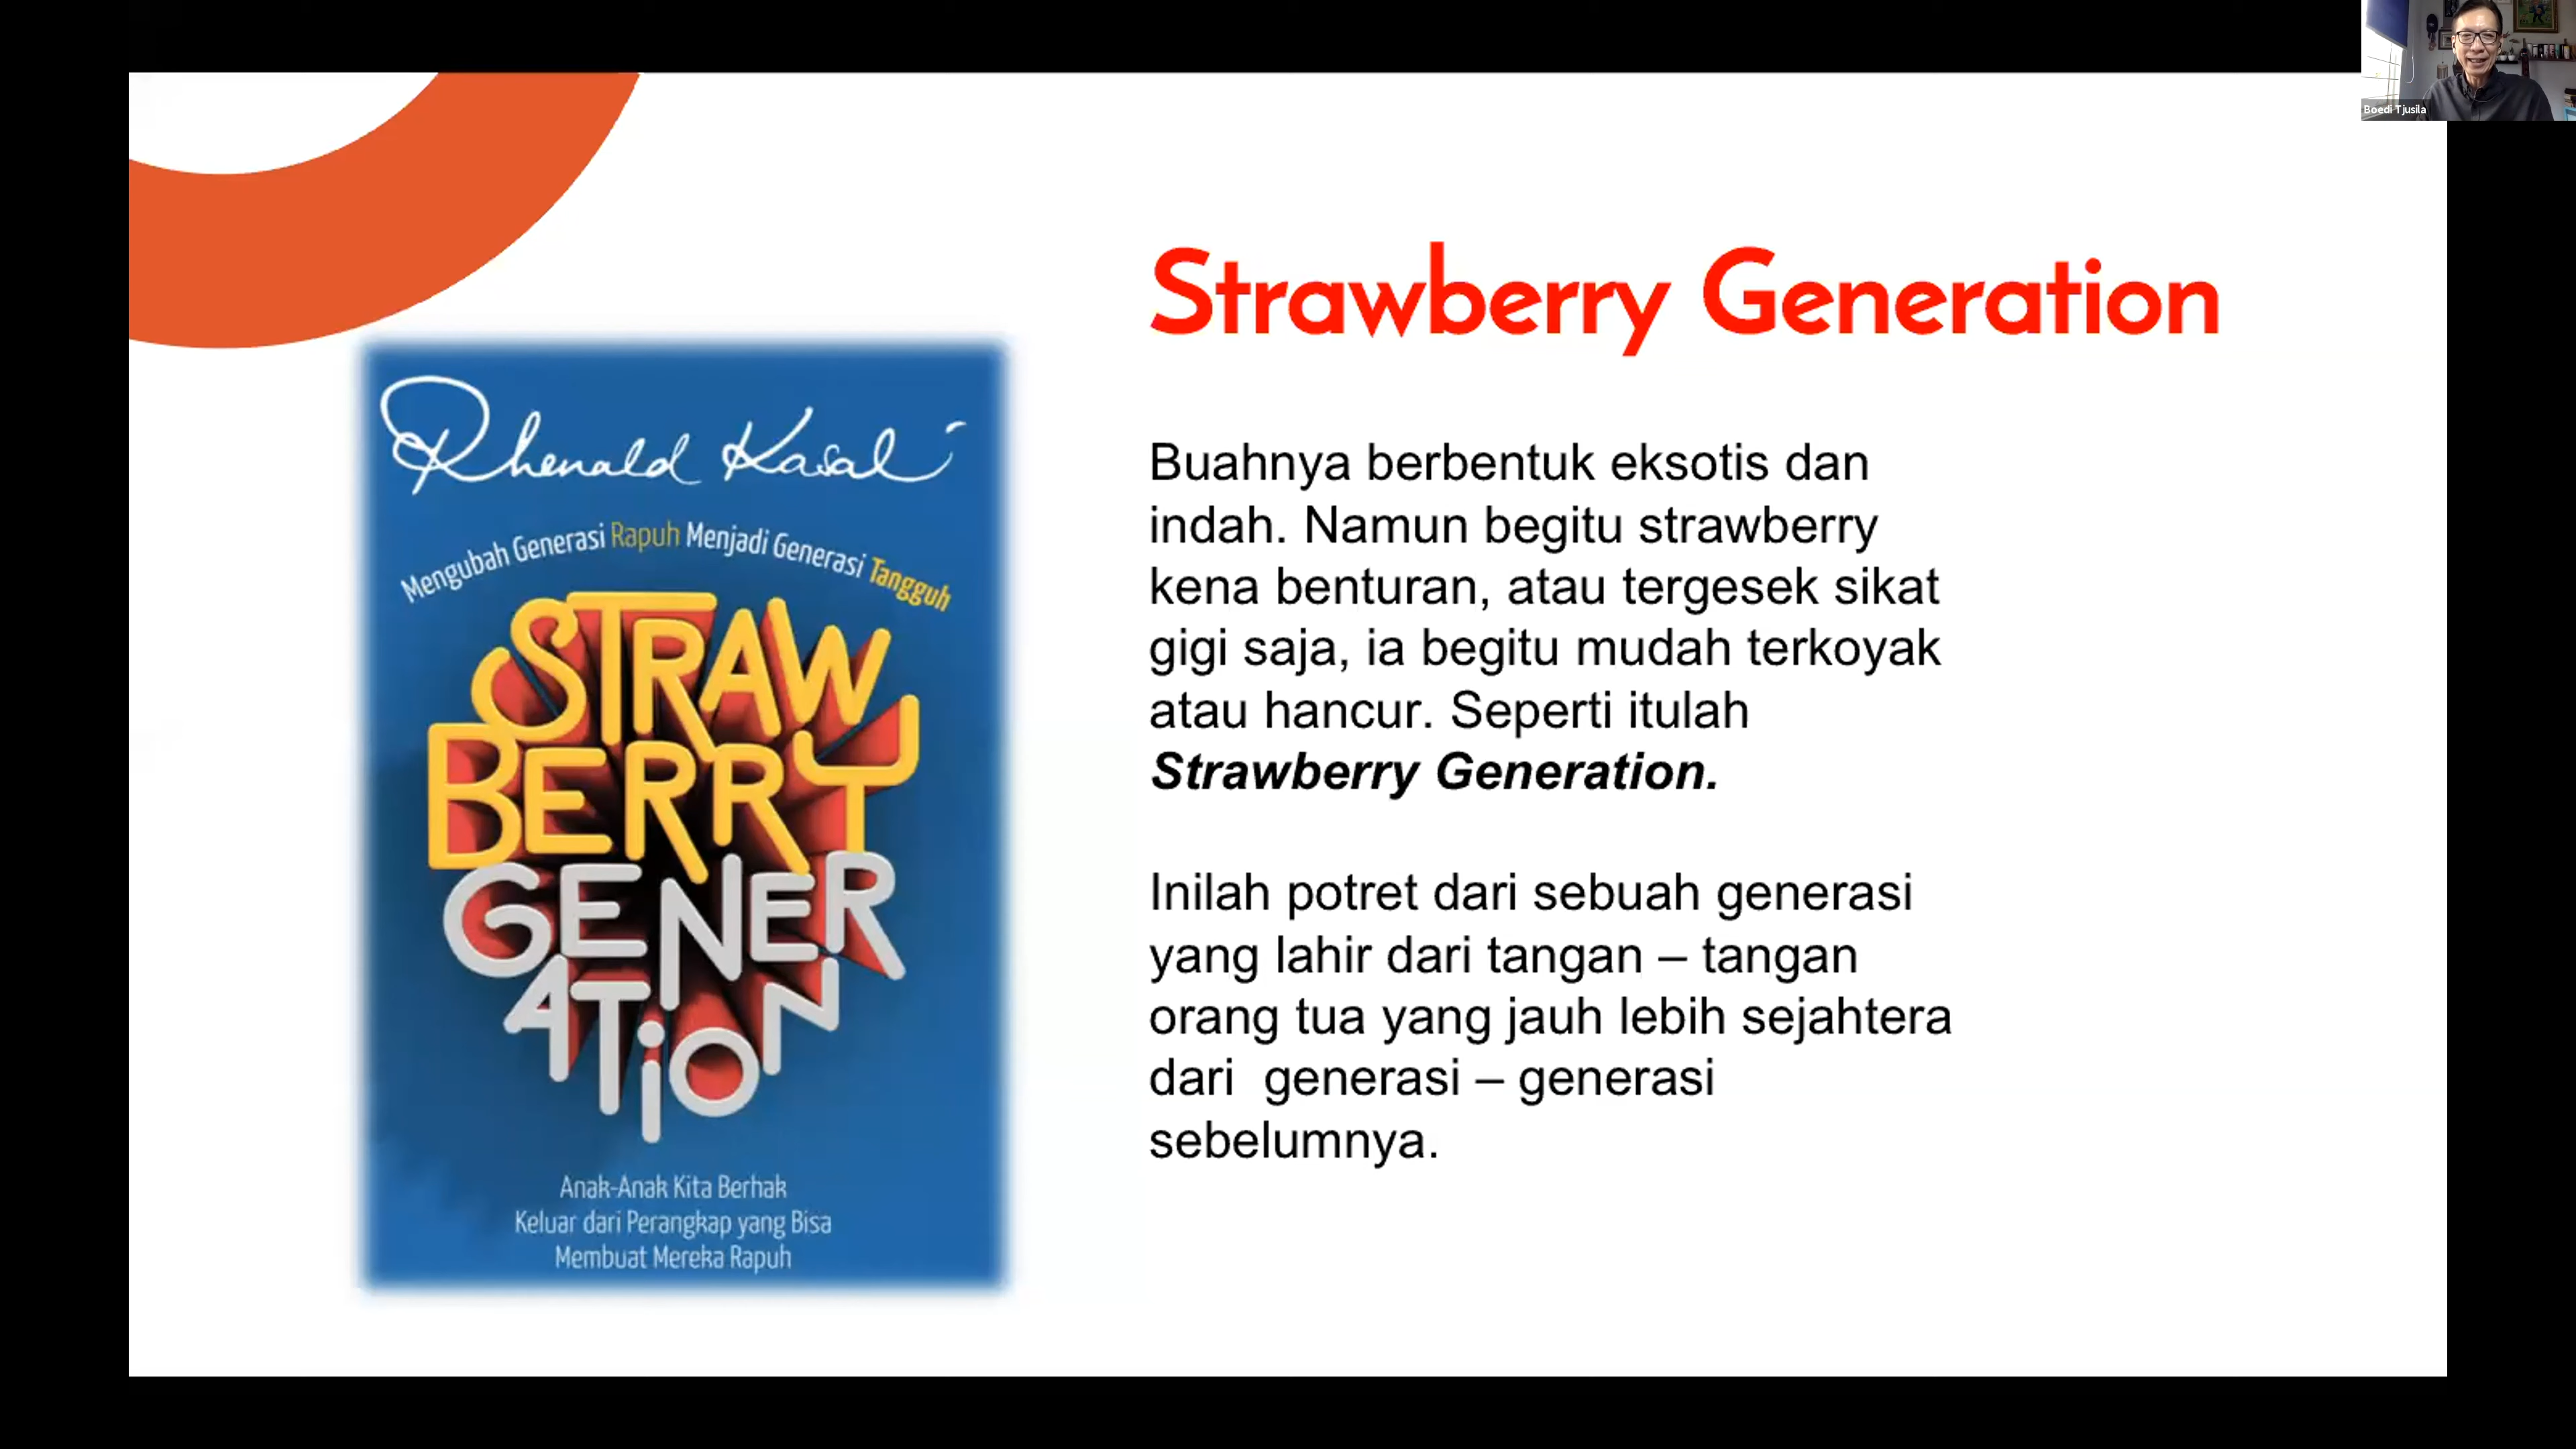 Boedi Tjusila
Strawberry Generation
Rhenald Kasali
Mengubah Generasi Rapuh Menjadi Generasi Tangguh
STRAW
BERRY
GENER
ATiON
Anak-Anak Kita Berhak
Keluar dari Perangkap yang Bisa
Membuat Mereka Rapuh
Buahnya berbentuk eksotis dan
indah. Namun begitu strawberry
kena benturan, atau tergesek sikat
gigi saja, ia begitu mudah terkoyak
atau hancur. Seperti itulah
Strawberry Generation.
Inilah potret dari sebuah generasi
yang lahir dari tangan – tangan
orang tua yang jauh lebih sejahtera
dari  generasi – generasi
sebelumnya.